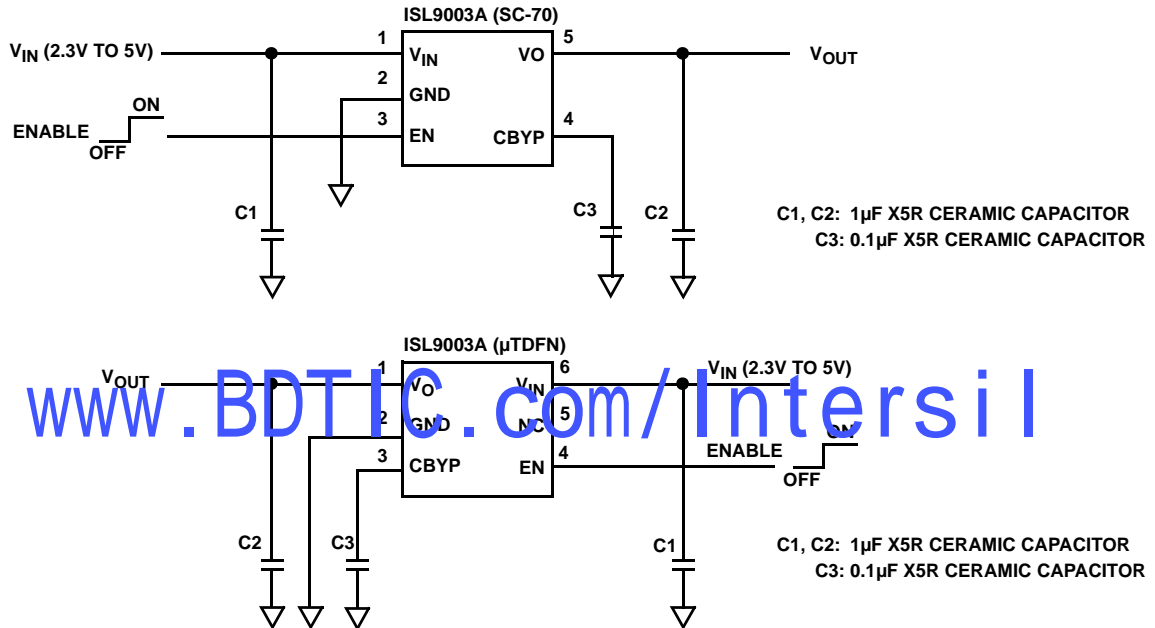 ISL9003A (SC-70)
VIN (2.3V TO 5V)
1
VIN
VO
5
VOUT
2
GND
ENABLE
ON
OFF
3
EN
CBYP
4
C1
C3
C2
C1, C2: 1µF X5R CERAMIC CAPACITOR
C3: 0.1µF X5R CERAMIC CAPACITOR
ISL9003A (µTDFN)
VOUT
1
VO
VIN
6
VIN (2.3V TO 5V)
www.BDTIC.com/Intersil
2
GND
NC
5
3
CBYP
EN
4
ENABLE
ON
OFF
C2
C3
C1
C1, C2: 1µF X5R CERAMIC CAPACITOR
C3: 0.1µF X5R CERAMIC CAPACITOR